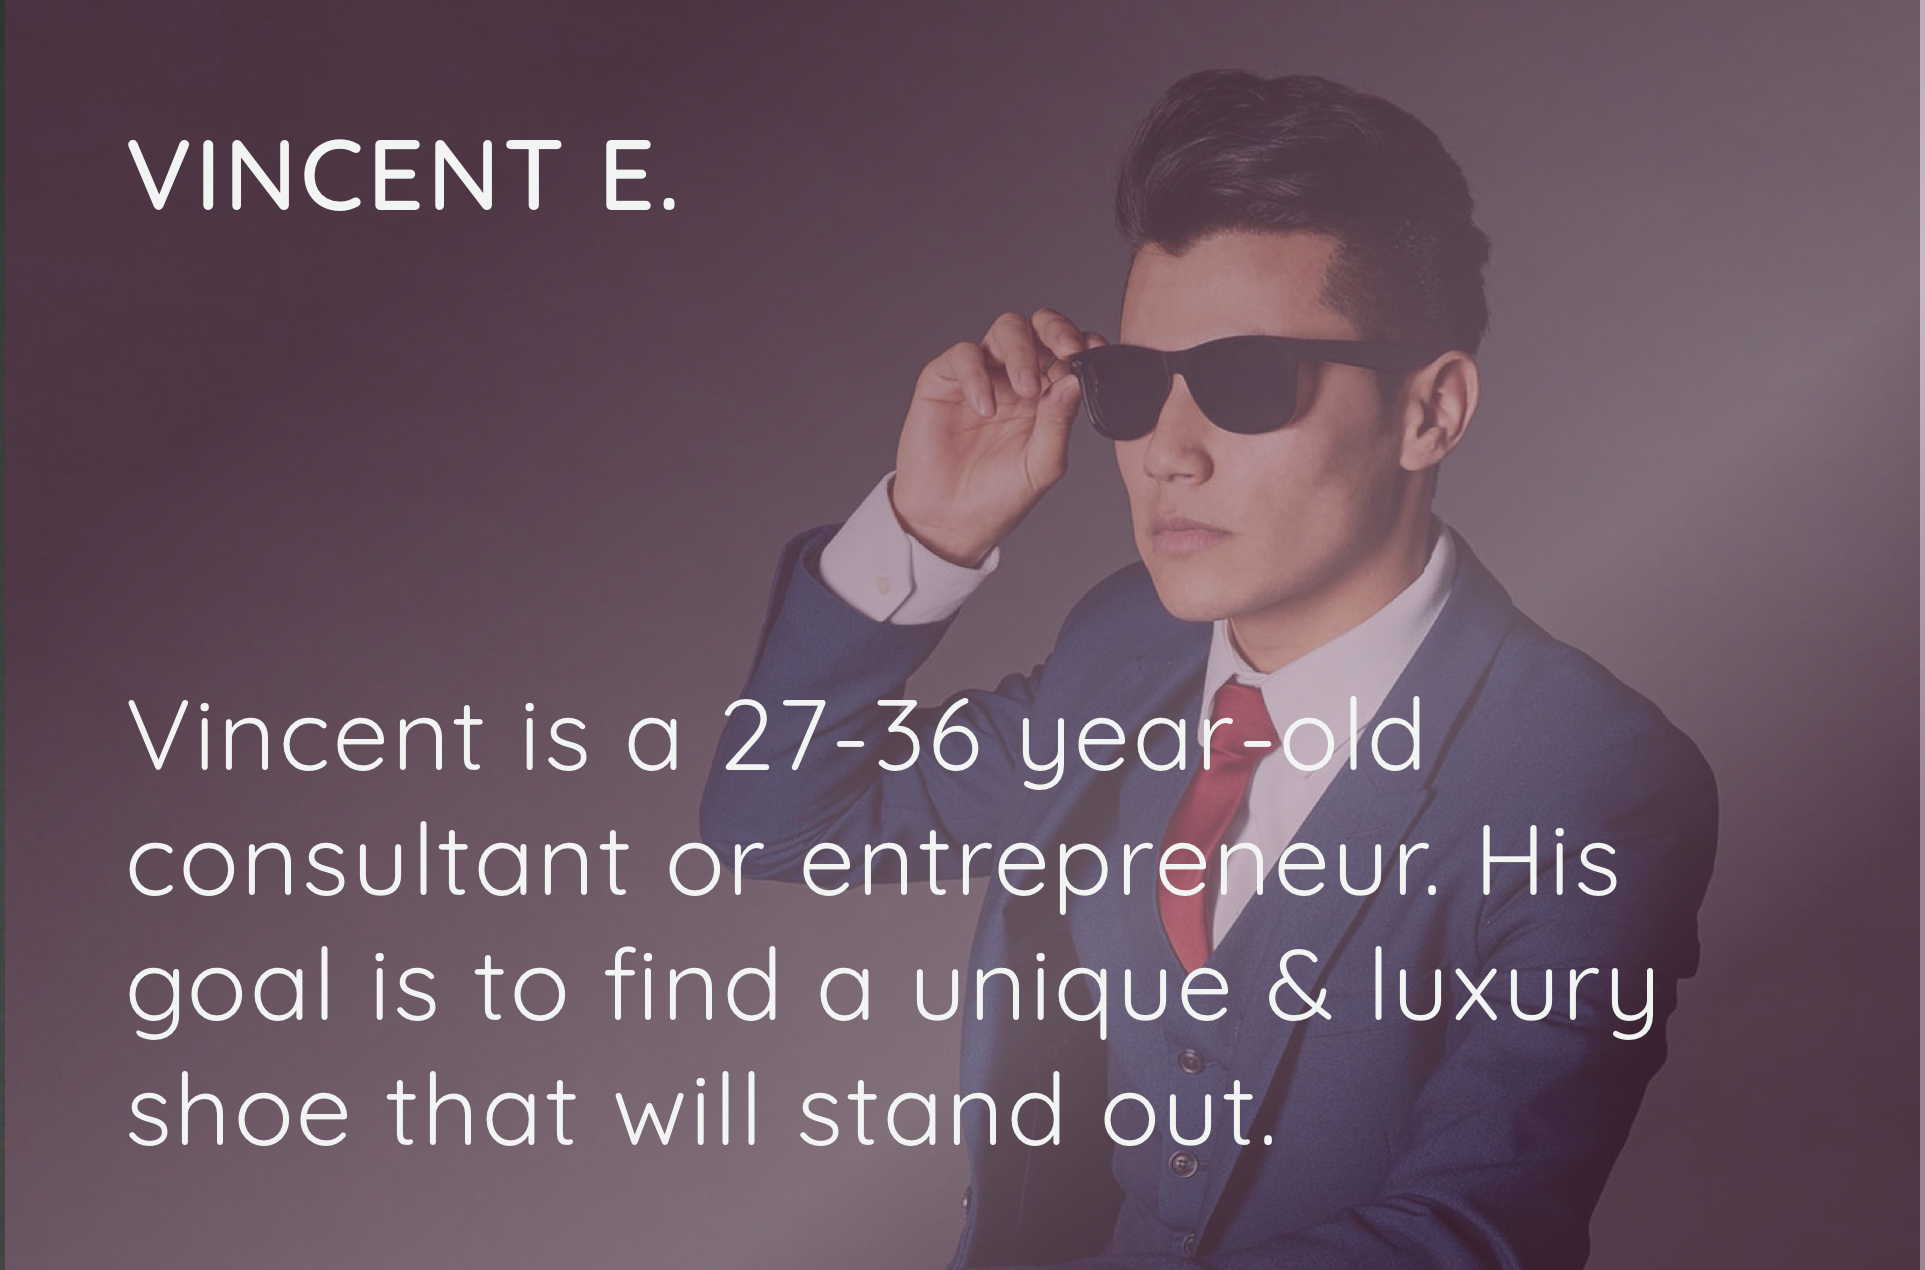 VINCENT E.
Vincent is a 27-36 year-old
consultant or entrepreneur. His
goal is to find a unique & luxury
shoe that will stand out.